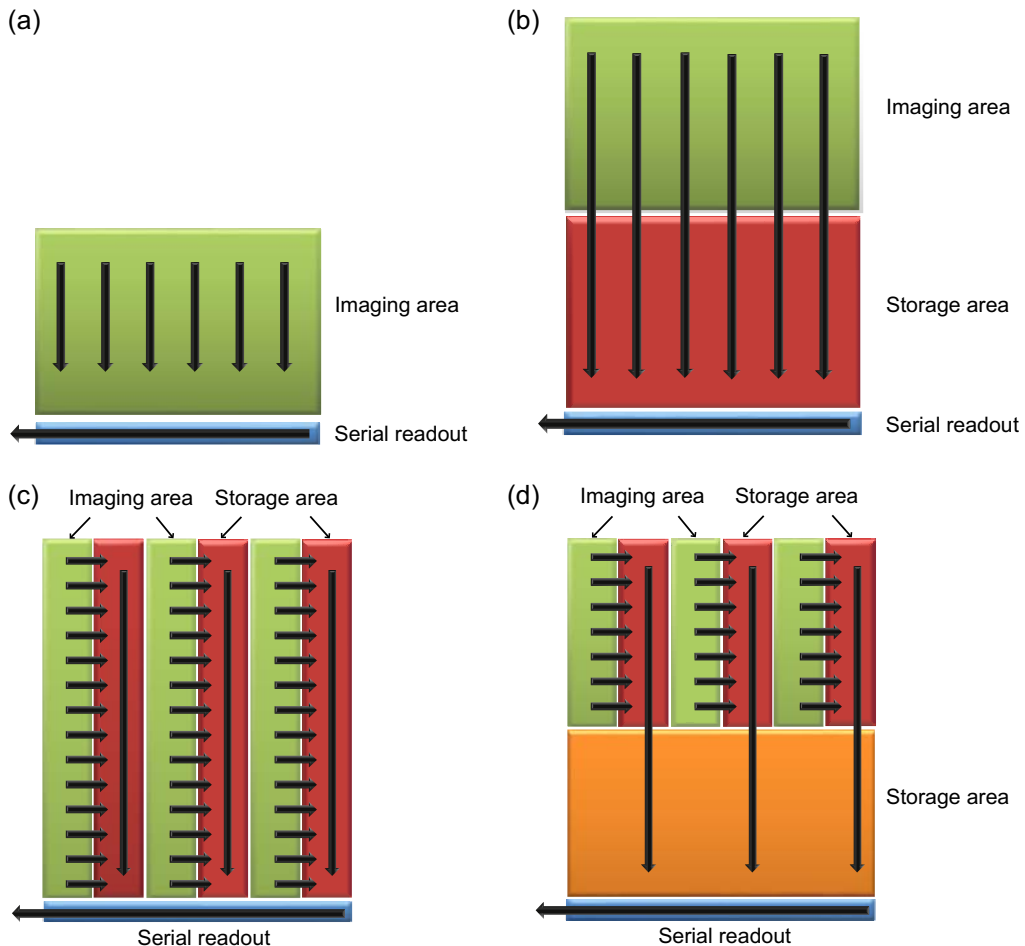 (a)
Imaging area
Serial readout
(b)
Imaging area
Storage area
Serial readout
(c)
Imaging area Storage area
Serial readout
(d)
Imaging area Storage area
Storage area
Serial readout